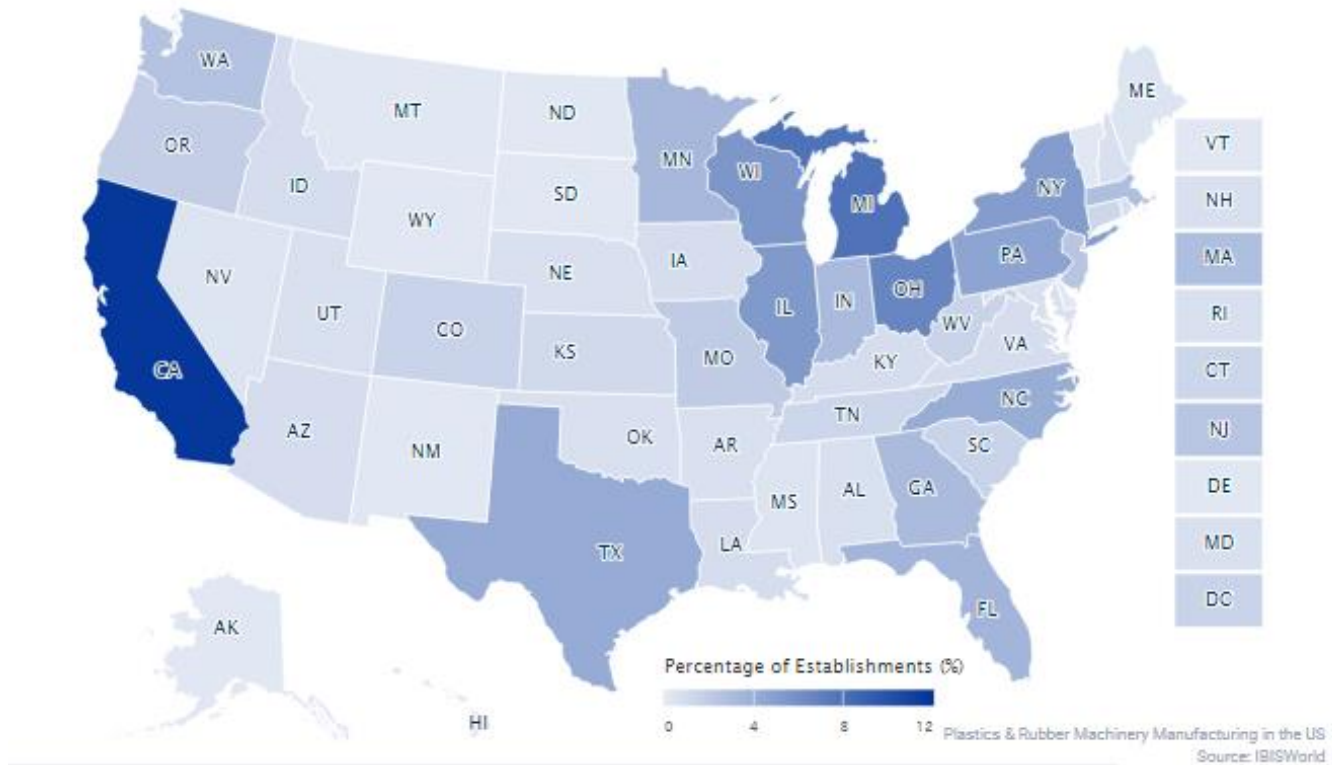 WA
MT
ND
ME
OR
MN
VT
ID
SD
WI
NY
NH
WY
MI
MA
NV
NE
IA
PA
UT
CO
IL
IN
OH
RI
WV
CA
KS
MO
VA
KY
CT
AZ
NM
OK
AR
TN
NC
NJ
SC
MS
AL
GA
DE
TX
LA
MD
FL
DC
AK
HI
Percentage of Establishments (%)
0 4 8 12
Plastics & Rubber Machinery Manufacturing in the US
Source: IBISWorld